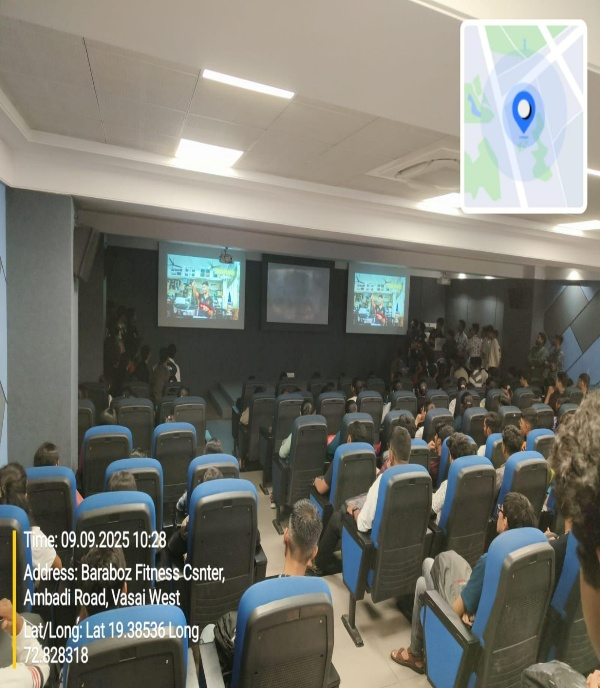 Time: 09.09.2025 10:28
Address: Baraboz Fitness Csnter,
Ambadi Road, Vasai West
Lat/Long: Lat 19.38536 Long
72.828318